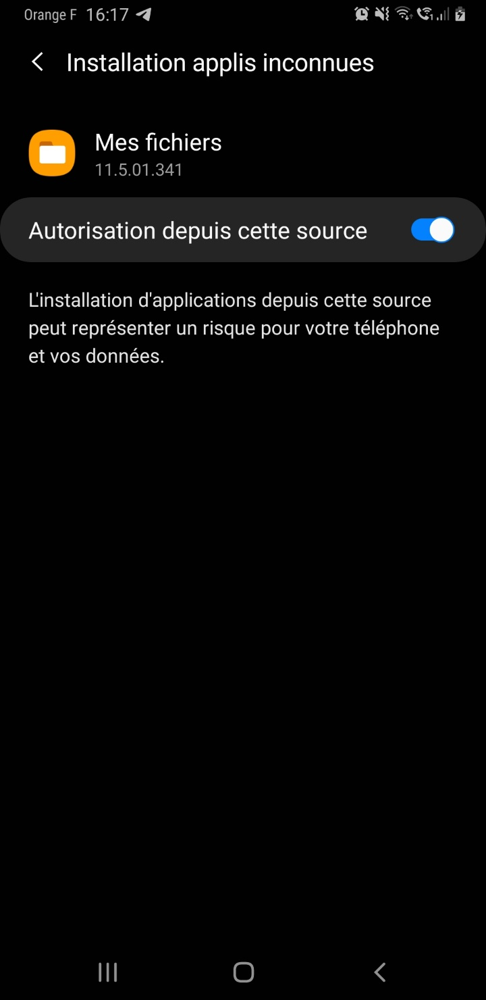 Orange F 16:17
Installation applis inconnues
Mes fichiers
11.5.01.341
Autorisation depuis cette source
L'installation d'applications depuis cette source
peut représenter un risque pour votre téléphone
et vos données.